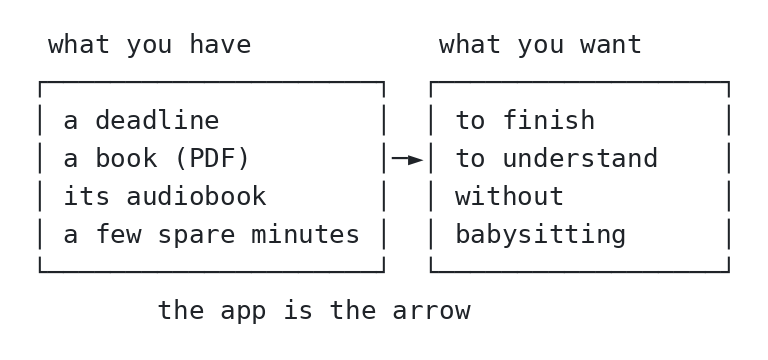 what you have
what you want
a deadline
a book (PDF)
its audiobook
a few spare minutes
to finish
to understand
without
babysitting
the app is the arrow